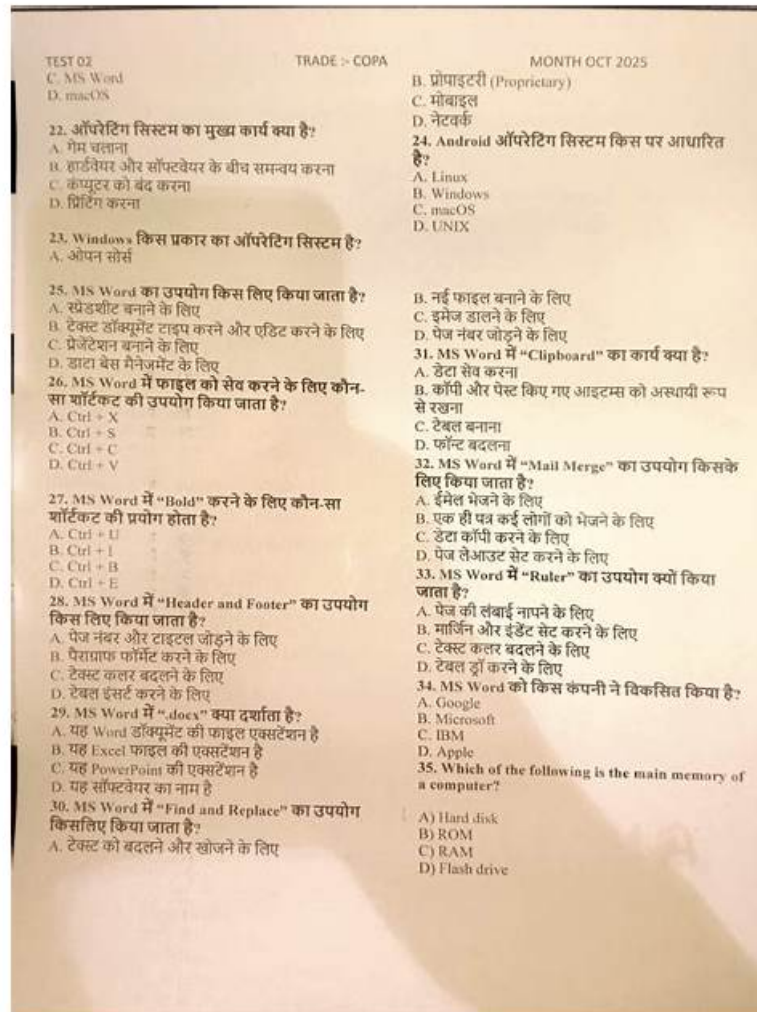 TEST 02 TRADE :- COPA MONTH OCT 2025
C. MS Word
D. macOS
22. ऑपरेटिंग सिस्टम का मुख्य कार्य क्या है?
A. गेम चलाना
B. हार्डवेयर और सॉफ्टवेयर के बीच समन्वय करना
C. कंप्यूटर को बंद करना
D. प्रिंटिंग करना
23. Windows किस प्रकार का ऑपरेटिंग सिस्टम है?
A. ओपन सोर्स
B. प्रोपाइटरी (Proprietary)
C. मोबाइल
D. नेटवर्क
24. Android ऑपरेटिंग सिस्टम किस पर आधारित
है?
A. Linux
B. Windows
C. macOS
D. UNIX
25. MS Word का उपयोग किस लिए किया जाता है?
A. स्प्रेडशीट बनाने के लिए
B. टेक्स्ट डॉक्यूमेंट टाइप करने और एडिट करने के लिए
C. प्रेजेंटेशन बनाने के लिए
D. डाटा बेस मैनेजमेंट के लिए
26. MS Word में फाइल को सेव करने के लिए कौन-
सा शॉर्टकट की उपयोग किया जाता है?
A. Ctrl + X
B. Ctrl + S
C. Ctrl + C
D. Ctrl + V
27. MS Word में “Bold” करने के लिए कौन-सा
शॉर्टकट की प्रयोग होता है?
A. Ctrl + U
B. Ctrl + I
C. Ctrl + B
D. Ctrl + E
28. MS Word में “Header and Footer” का उपयोग
किस लिए किया जाता है?
A. पेज नंबर और टाइटल जोड़ने के लिए
B. पैराग्राफ फॉर्मेट करने के लिए
C. टेक्स्ट कलर बदलने के लिए
D. टेबल इंसर्ट करने के लिए
29. MS Word में “.docx” क्या दर्शाता है?
A. यह Word डॉक्यूमेंट की फाइल एक्सटेंशन है
B. यह Excel फाइल की एक्सटेंशन है
C. यह PowerPoint की एक्सटेंशन है
D. यह सॉफ्टवेयर का नाम है
30. MS Word में “Find and Replace” का उपयोग
किसलिए किया जाता है?
A. टेक्स्ट को बदलने और खोजने के लिए
B. नई फाइल बनाने के लिए
C. इमेज डालने के लिए
D. पेज नंबर जोड़ने के लिए
31. MS Word में “Clipboard” का कार्य क्या है?
A. डेटा सेव करना
B. कॉपी और पेस्ट किए गए आइटम्स को अस्थायी रूप
से रखना
C. टेबल बनाना
D. फॉन्ट बदलना
32. MS Word में “Mail Merge” का उपयोग किसके
लिए किया जाता है?
A. ईमेल भेजने के लिए
B. एक ही पत्र कई लोगों को भेजने के लिए
C. डेटा कॉपी करने के लिए
D. पेज लेआउट सेट करने के लिए
33. MS Word में “Ruler” का उपयोग क्यों किया
जाता है?
A. पेज की लंबाई नापने के लिए
B. मार्जिन और इंडेंट सेट करने के लिए
C. टेक्स्ट कलर बदलने के लिए
D. टेबल ड्रॉ करने के लिए
34. MS Word को किस कंपनी ने विकसित किया है?
A. Google
B. Microsoft
C. IBM
D. Apple
35. Which of the following is the main memory of
a computer?
A) Hard disk
B) ROM
C) RAM
D) Flash drive